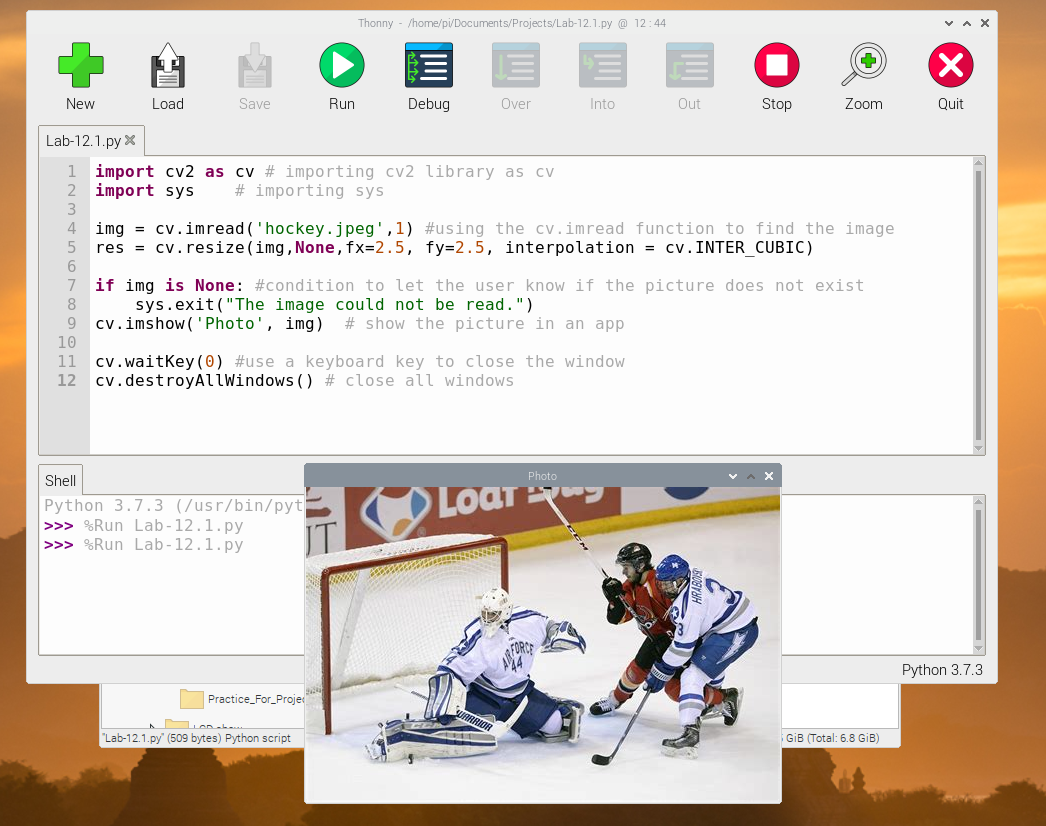 Thonny - /home/pi/Documents/Projects/Lab-12.1.py @ 12 : 44
New Load Save Run Debug Over Into Out Stop Zoom Quit
Lab-12.1.py
1 import cv2 as cv # importing cv2 library as cv
2 import sys    # importing sys
3
4 img = cv.imread('hockey.jpeg',1) #using the cv.imread function to find the image
5 res = cv.resize(img,None,fx=2.5, fy=2.5, interpolation = cv.INTER_CUBIC)
6
7 if img is None: #condition to let the user know if the picture does not exist
8     sys.exit("The image could not be read.")
9 cv.imshow('Photo', img)  # show the picture in an app
10
11 cv.waitKey(0) #use a keyboard key to close the window
12 cv.destroyAllWindows() # close all windows
Shell
Python 3.7.3 (/usr/bin/pyt
>>> %Run Lab-12.1.py
>>> %Run Lab-12.1.py
Photo
CCM
HRABOVSKY
3
3
AIR FORCE
44
WARRIOR
Python 3.7.3
Practice_For_Projec
"Lab-12.1.py" (509 bytes) Python script
GiB (Total: 6.8 GiB)